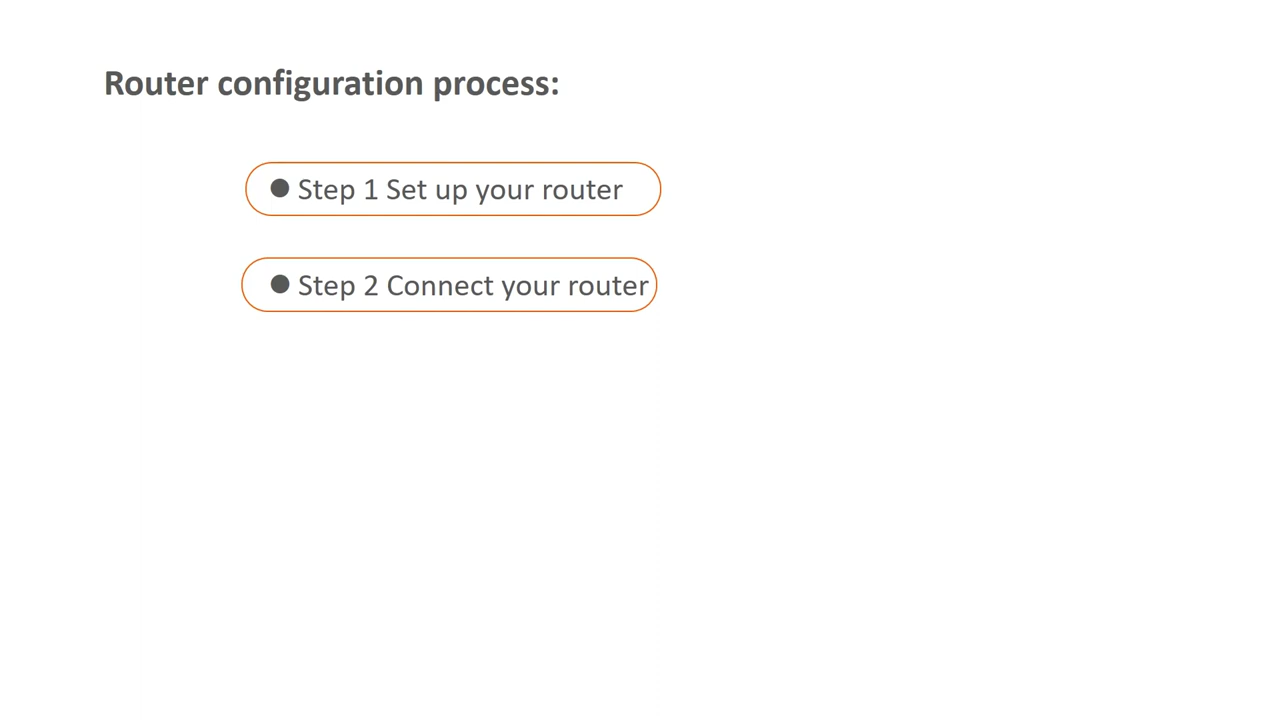 Router configuration process:
● Step 1 Set up your router
● Step 2 Connect your router